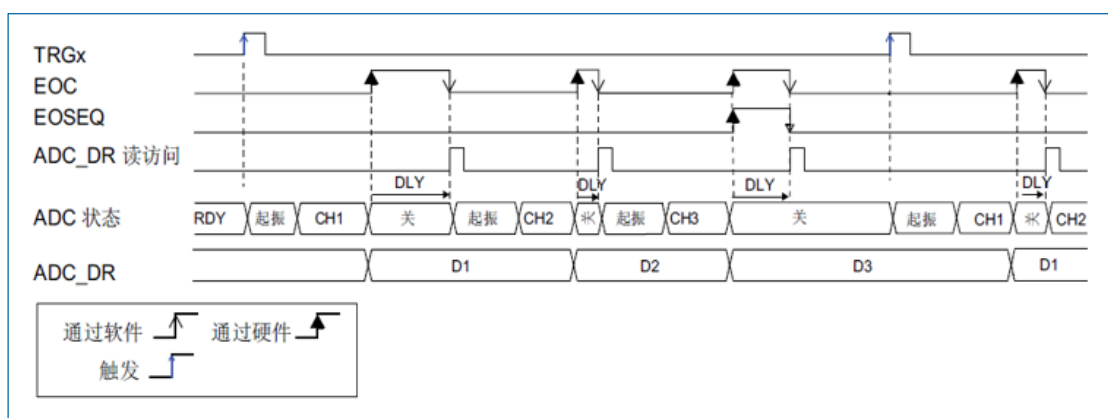 TRGx
EOC
EOSEQ
ADC_DR 读访问
DLY DLY DLY DLY
ADC 状态 RDY 起振 CH1 关 起振 CH2 关 起振 CH3 关 起振 CH1 关 CH2
ADC_DR D1 D2 D3 D1
通过软件 通过硬件
触发